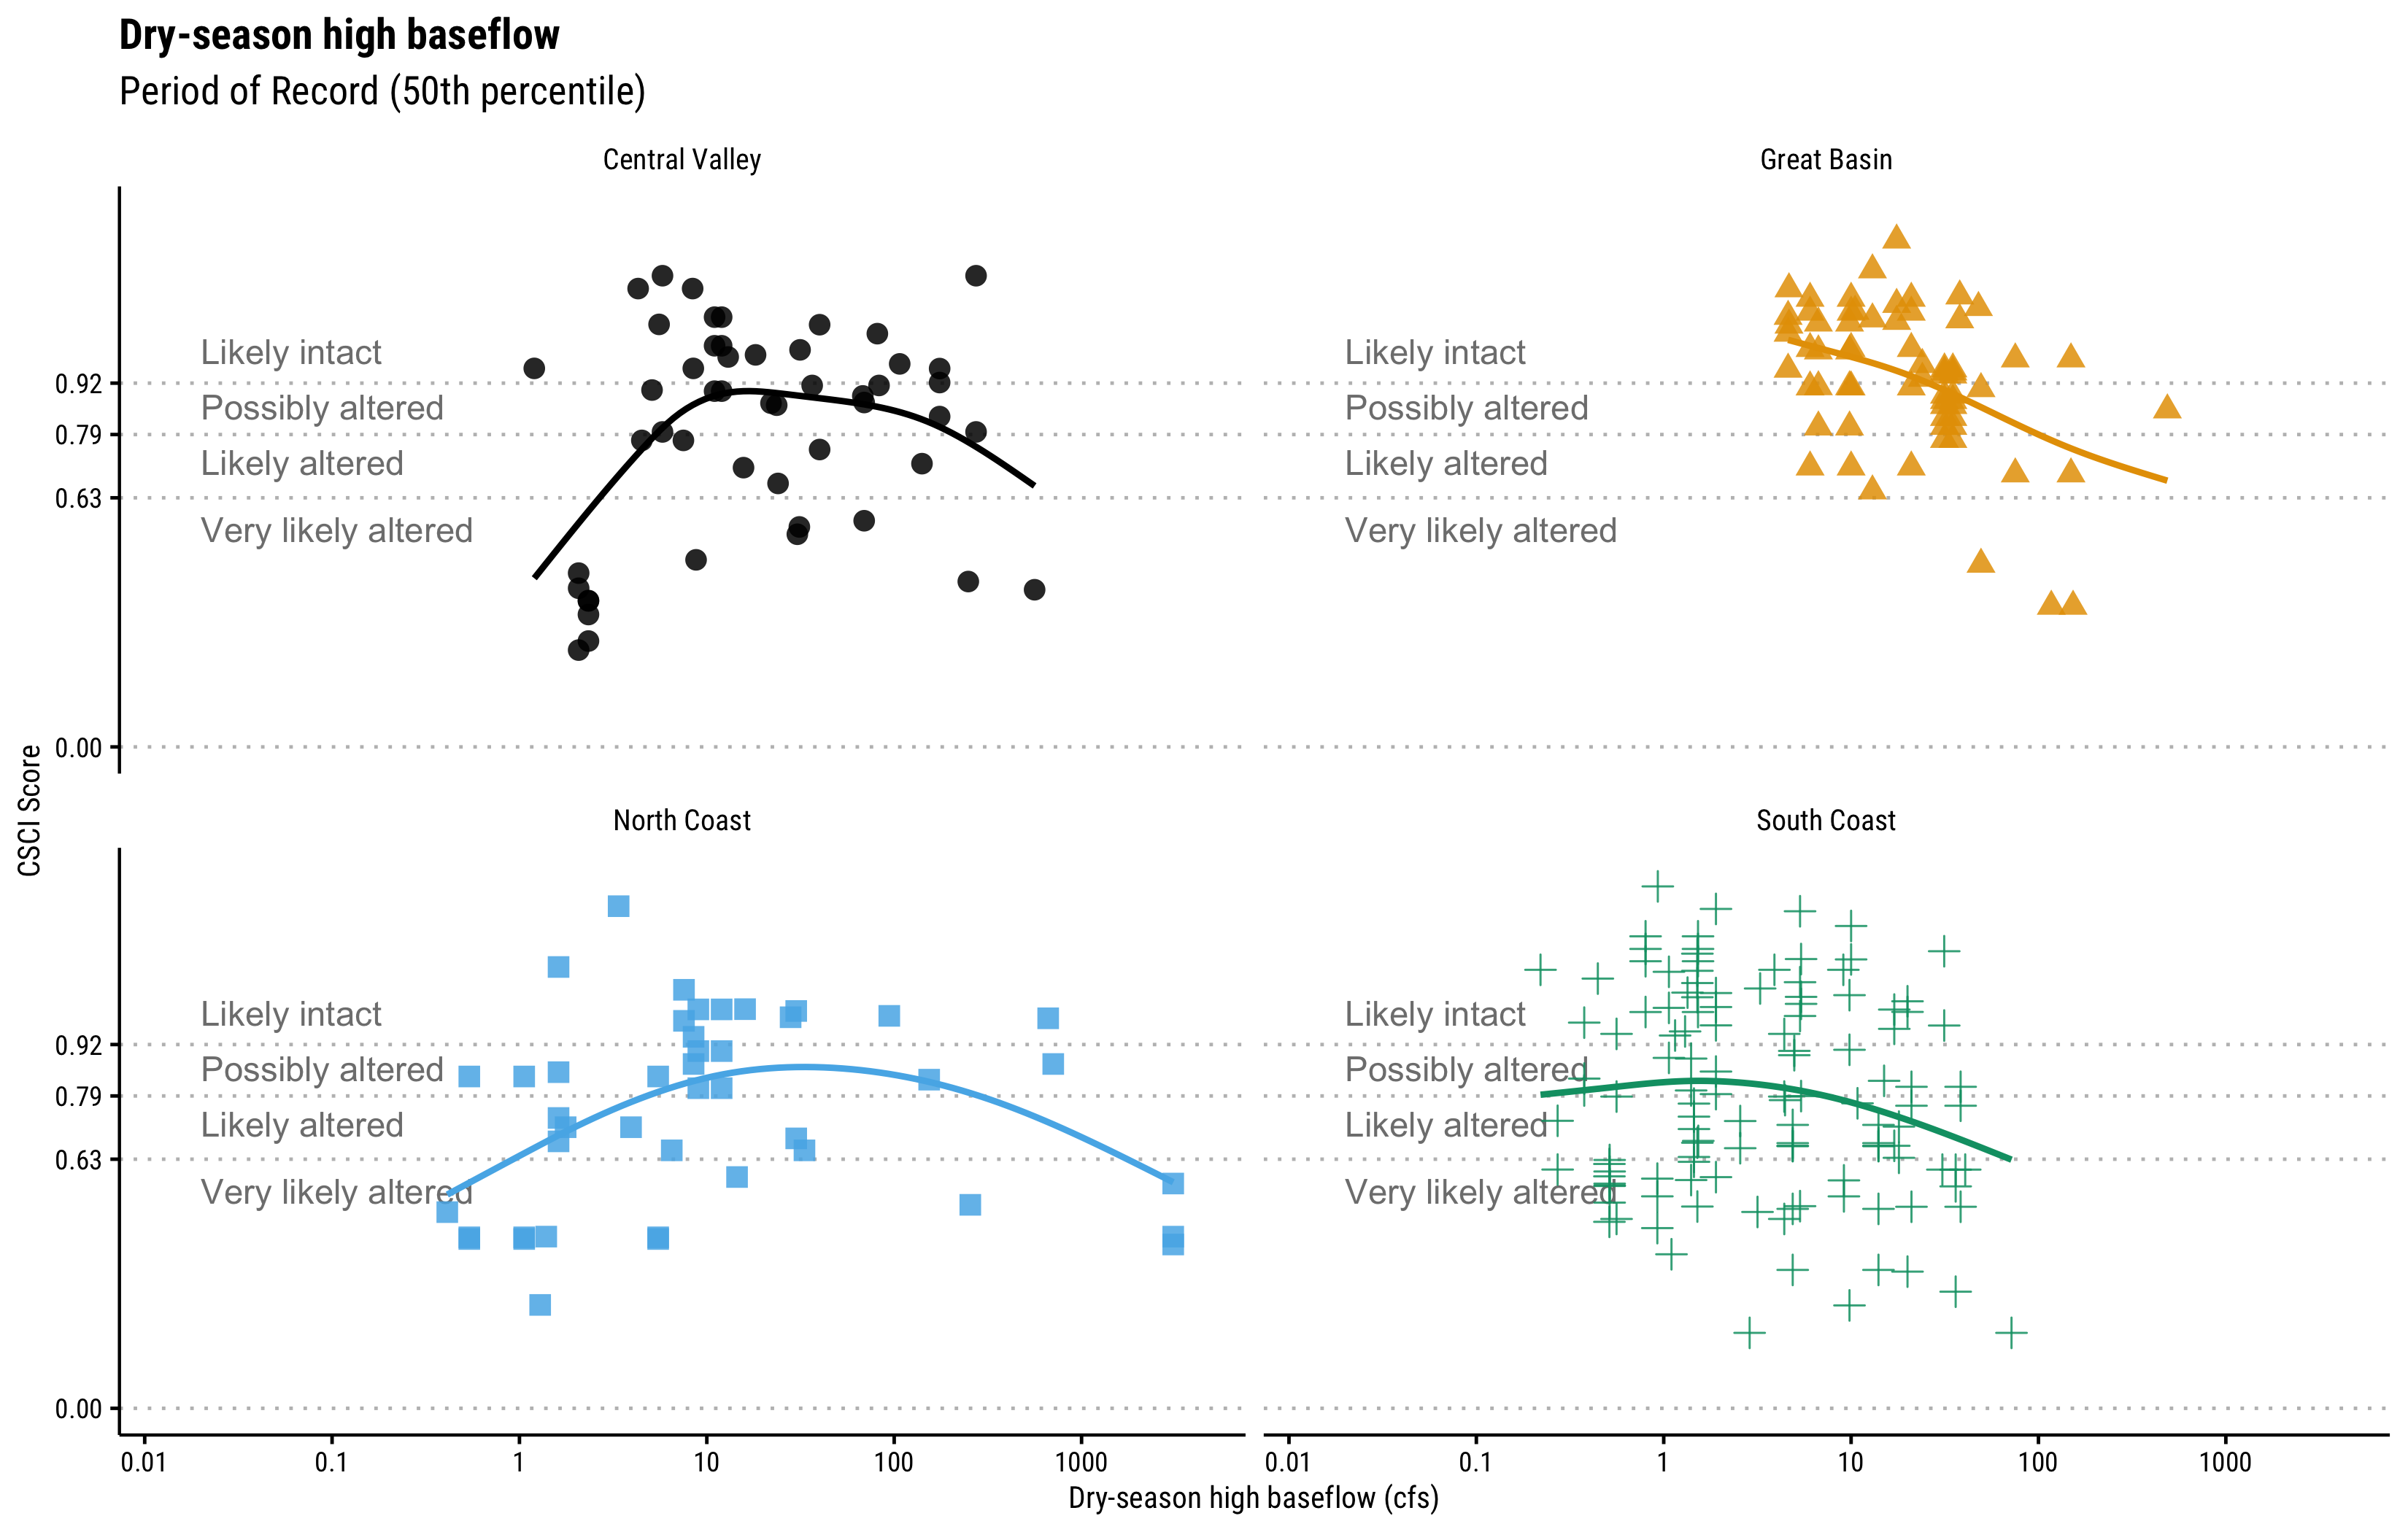 Dry-season high baseflow
Period of Record (50th percentile)
Central Valley
Great Basin
Likely intact
Likely intact
0.92
Possibly altered
Possibly altered
0.79
Likely altered
Likely altered
0.63
Very likely altered
Very likely altered
0.00
CSCI Score
North Coast
South Coast
Likely intact
Likely intact
0.92
Possibly altered
Possibly altered
0.79
Likely altered
Likely altered
0.63
Very likely altered
Very likely altered
0.00
0.01 0.1 1 10 100 1000
0.01 0.1 1 10 100 1000
Dry-season high baseflow (cfs)